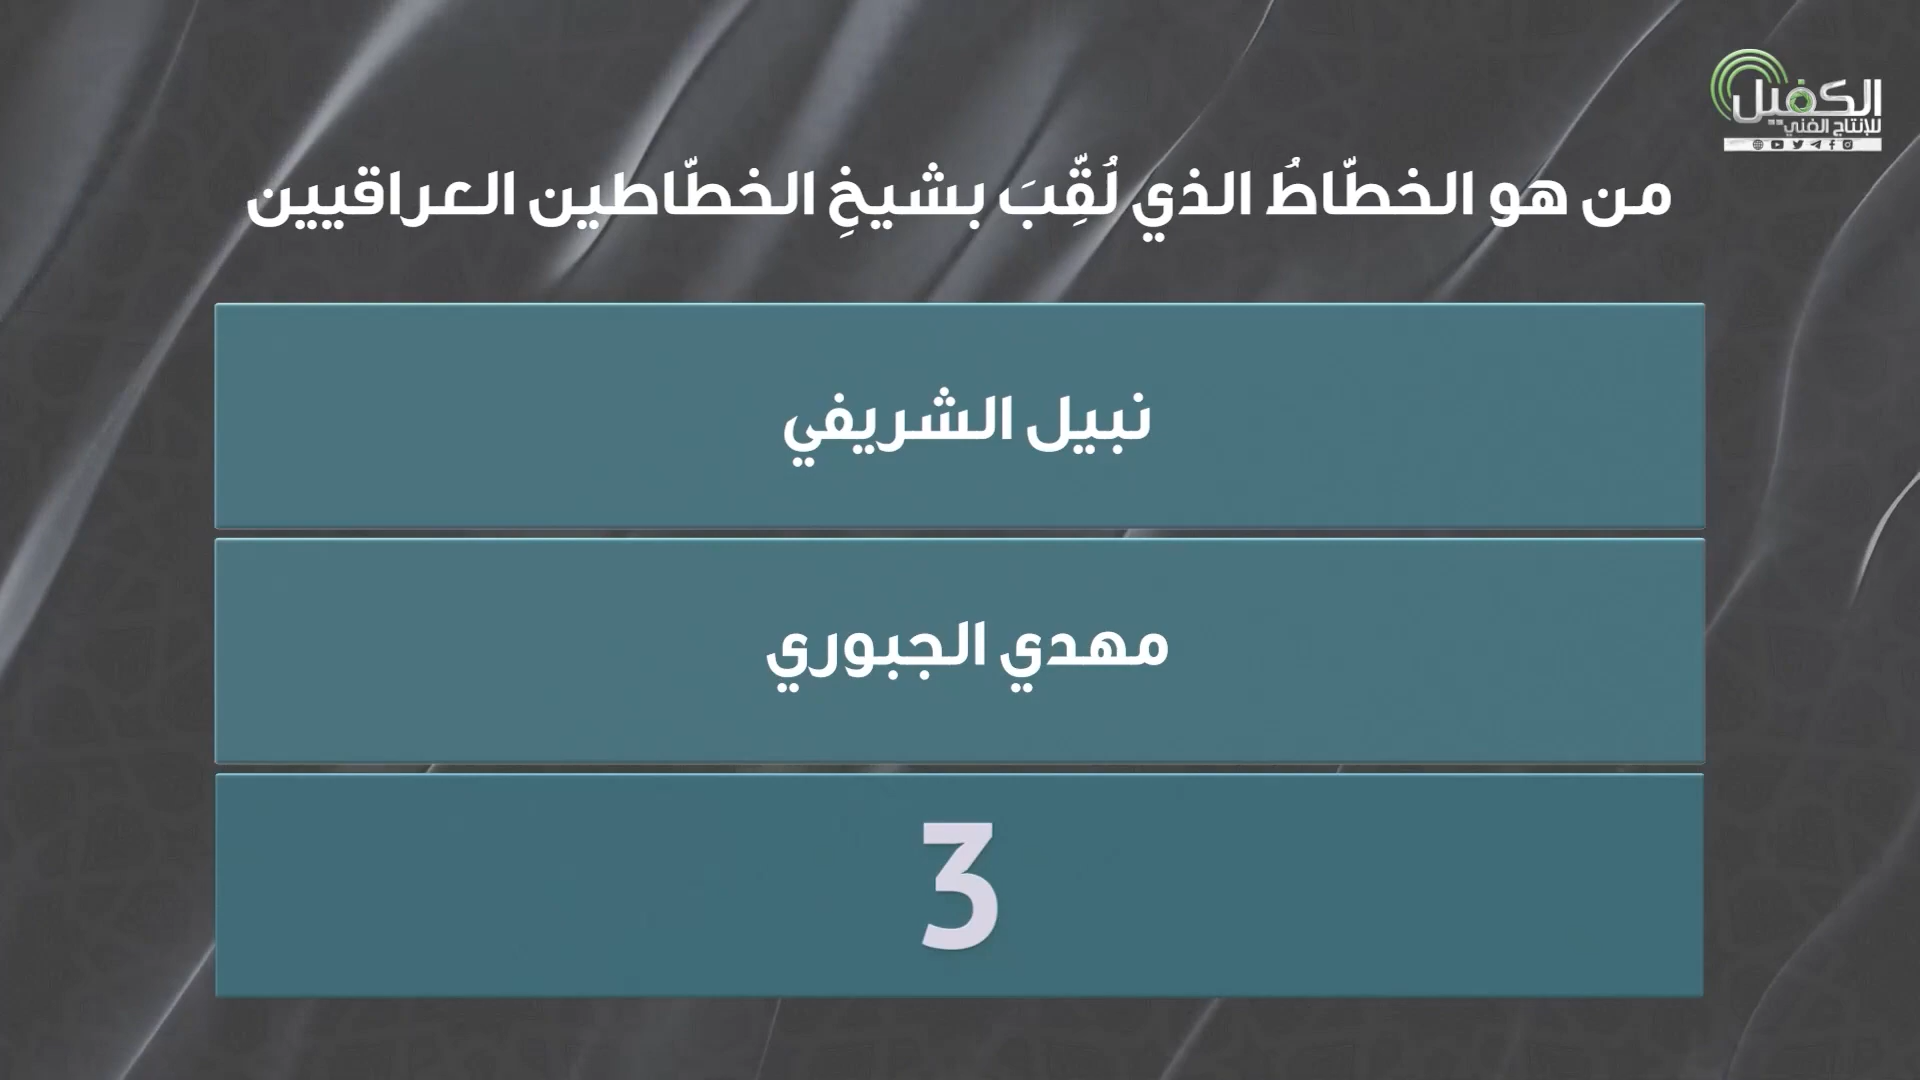 الكفيل
للإنتاج الفني
من هو الخطّاطُ الذي لُقِّبَ بشيخِ الخطّاطين العراقيين
نبيل الشريفي
مهدي الجبوري
3